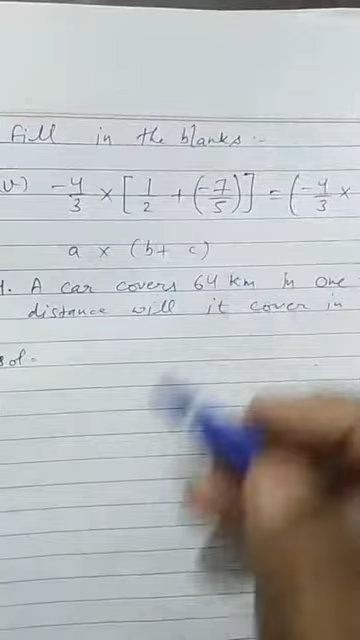 Fill in the blanks :-
v) -4/3 × [1/2 + (-7/5)] = (-4/3 ×
a × (b + c)
1. A car covers 64 km in one
distance will it cover in
sol -